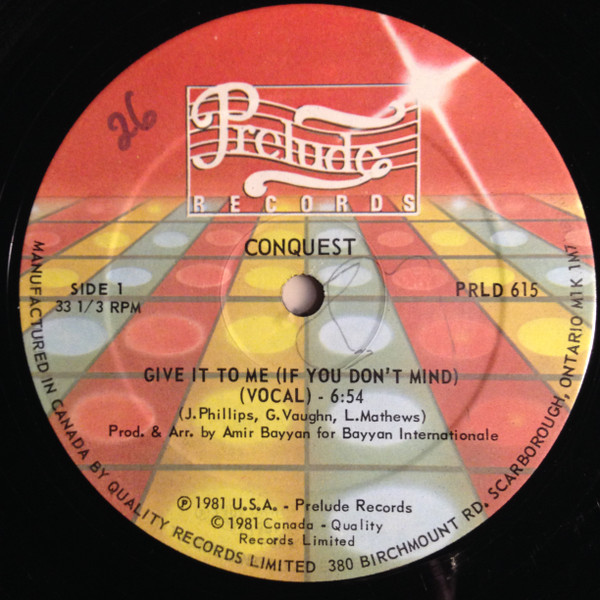 26
Prelude
RECORDS
CONQUEST
SIDE 1
33 1/3 RPM
PRLD 615
GIVE IT TO ME (IF YOU DON'T MIND)
(VOCAL) - 6:54
(J.Phillips, G.Vaughn, L.Mathews)
Prod. & Arr. by Amir Bayyan for Bayyan Internationale
Ⓟ 1981 U.S.A. - Prelude Records
© 1981 Canada - Quality
Records Limited
MANUFACTURED IN CANADA BY QUALITY RECORDS LIMITED 380 BIRCHMOUNT RD. SCARBOROUGH, ONTARIO M1K 1M7